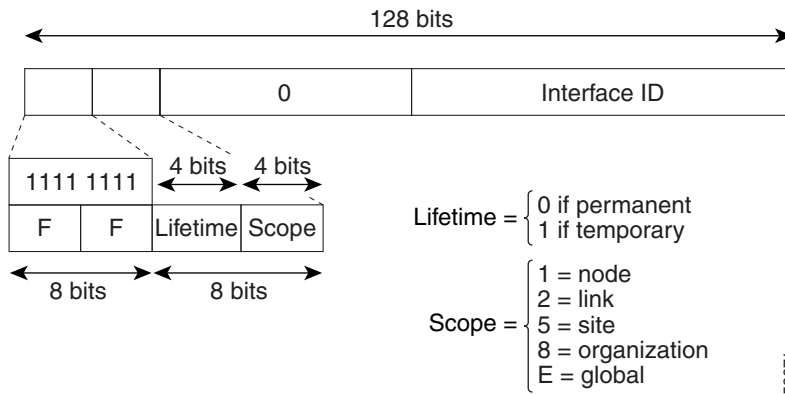 128 bits
0 Interface ID
4 bits 4 bits
1111 1111
F F Lifetime Scope
8 bits 8 bits
Lifetime = 0 if permanent
1 if temporary
Scope = 1 = node
2 = link
5 = site
8 = organization
E = global